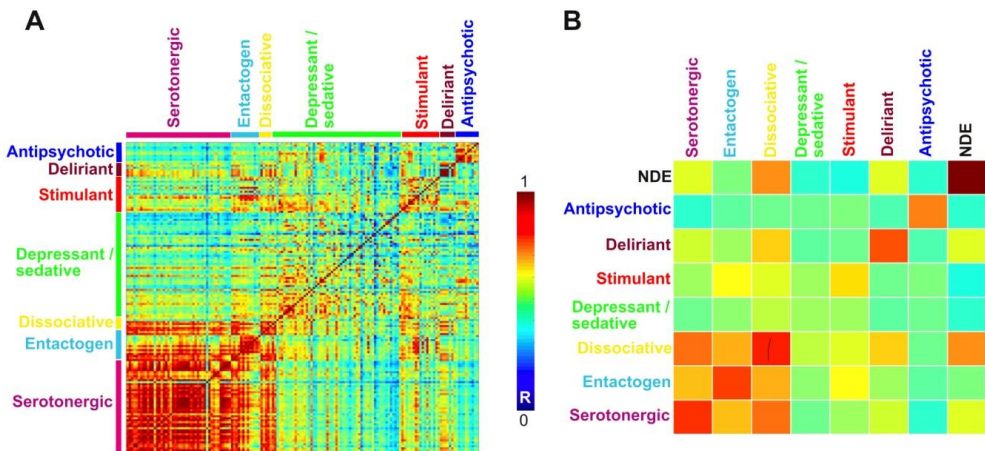 A
Serotonergic
Entactogen
Dissociative
Depressant /
sedative
Stimulant
Deliriant
Antipsychotic
Antipsychotic
Deliriant
Stimulant
Depressant /
sedative
Dissociative
Entactogen
Serotonergic
1
R
0
B
Serotonergic
Entactogen
Dissociative
Depressant /
sedative
Stimulant
Deliriant
Antipsychotic
NDE
NDE
Antipsychotic
Deliriant
Stimulant
Depressant /
sedative
Dissociative
Entactogen
Serotonergic